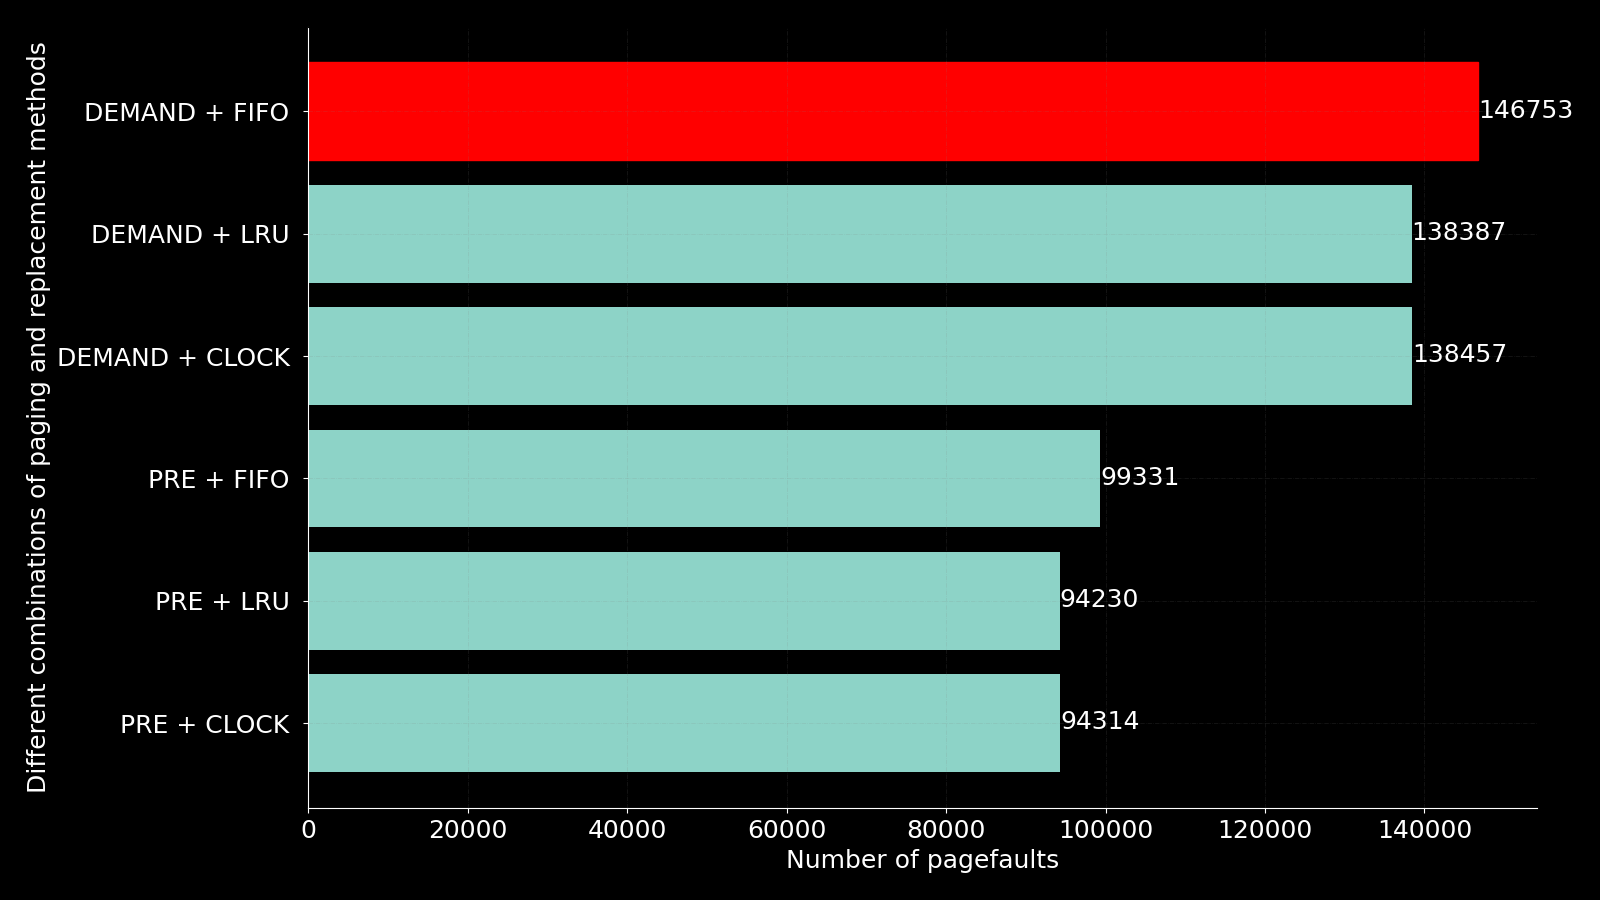 Different combinations of paging and replacement methods
DEMAND + FIFO
146753
DEMAND + LRU
138387
DEMAND + CLOCK
138457
PRE + FIFO
99331
PRE + LRU
94230
PRE + CLOCK
94314
0 20000 40000 60000 80000 100000 120000 140000
Number of pagefaults